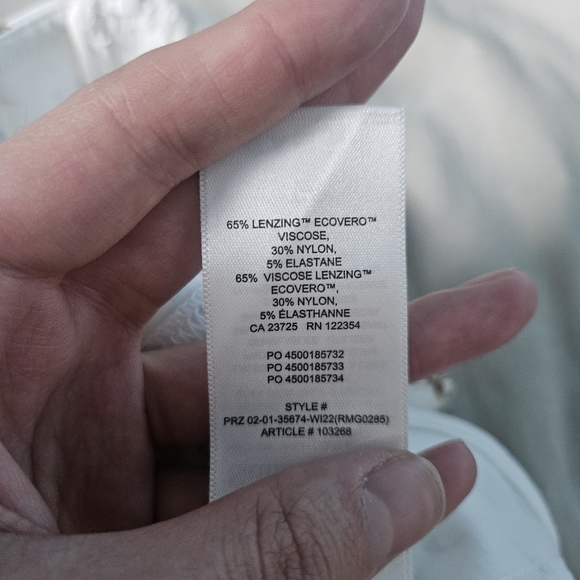 65% LENZING™ ECOVERO™
VISCOSE,
30% NYLON,
5% ELASTANE
65% VISCOSE LENZING™
ECOVERO™,
30% NYLON,
5% ÉLASTHANNE
CA 23725 RN 122354
PO 4500185732
PO 4500185733
PO 4500185734
STYLE #
PRZ 02-01-35674-WI22(RMG0285)
ARTICLE # 103268